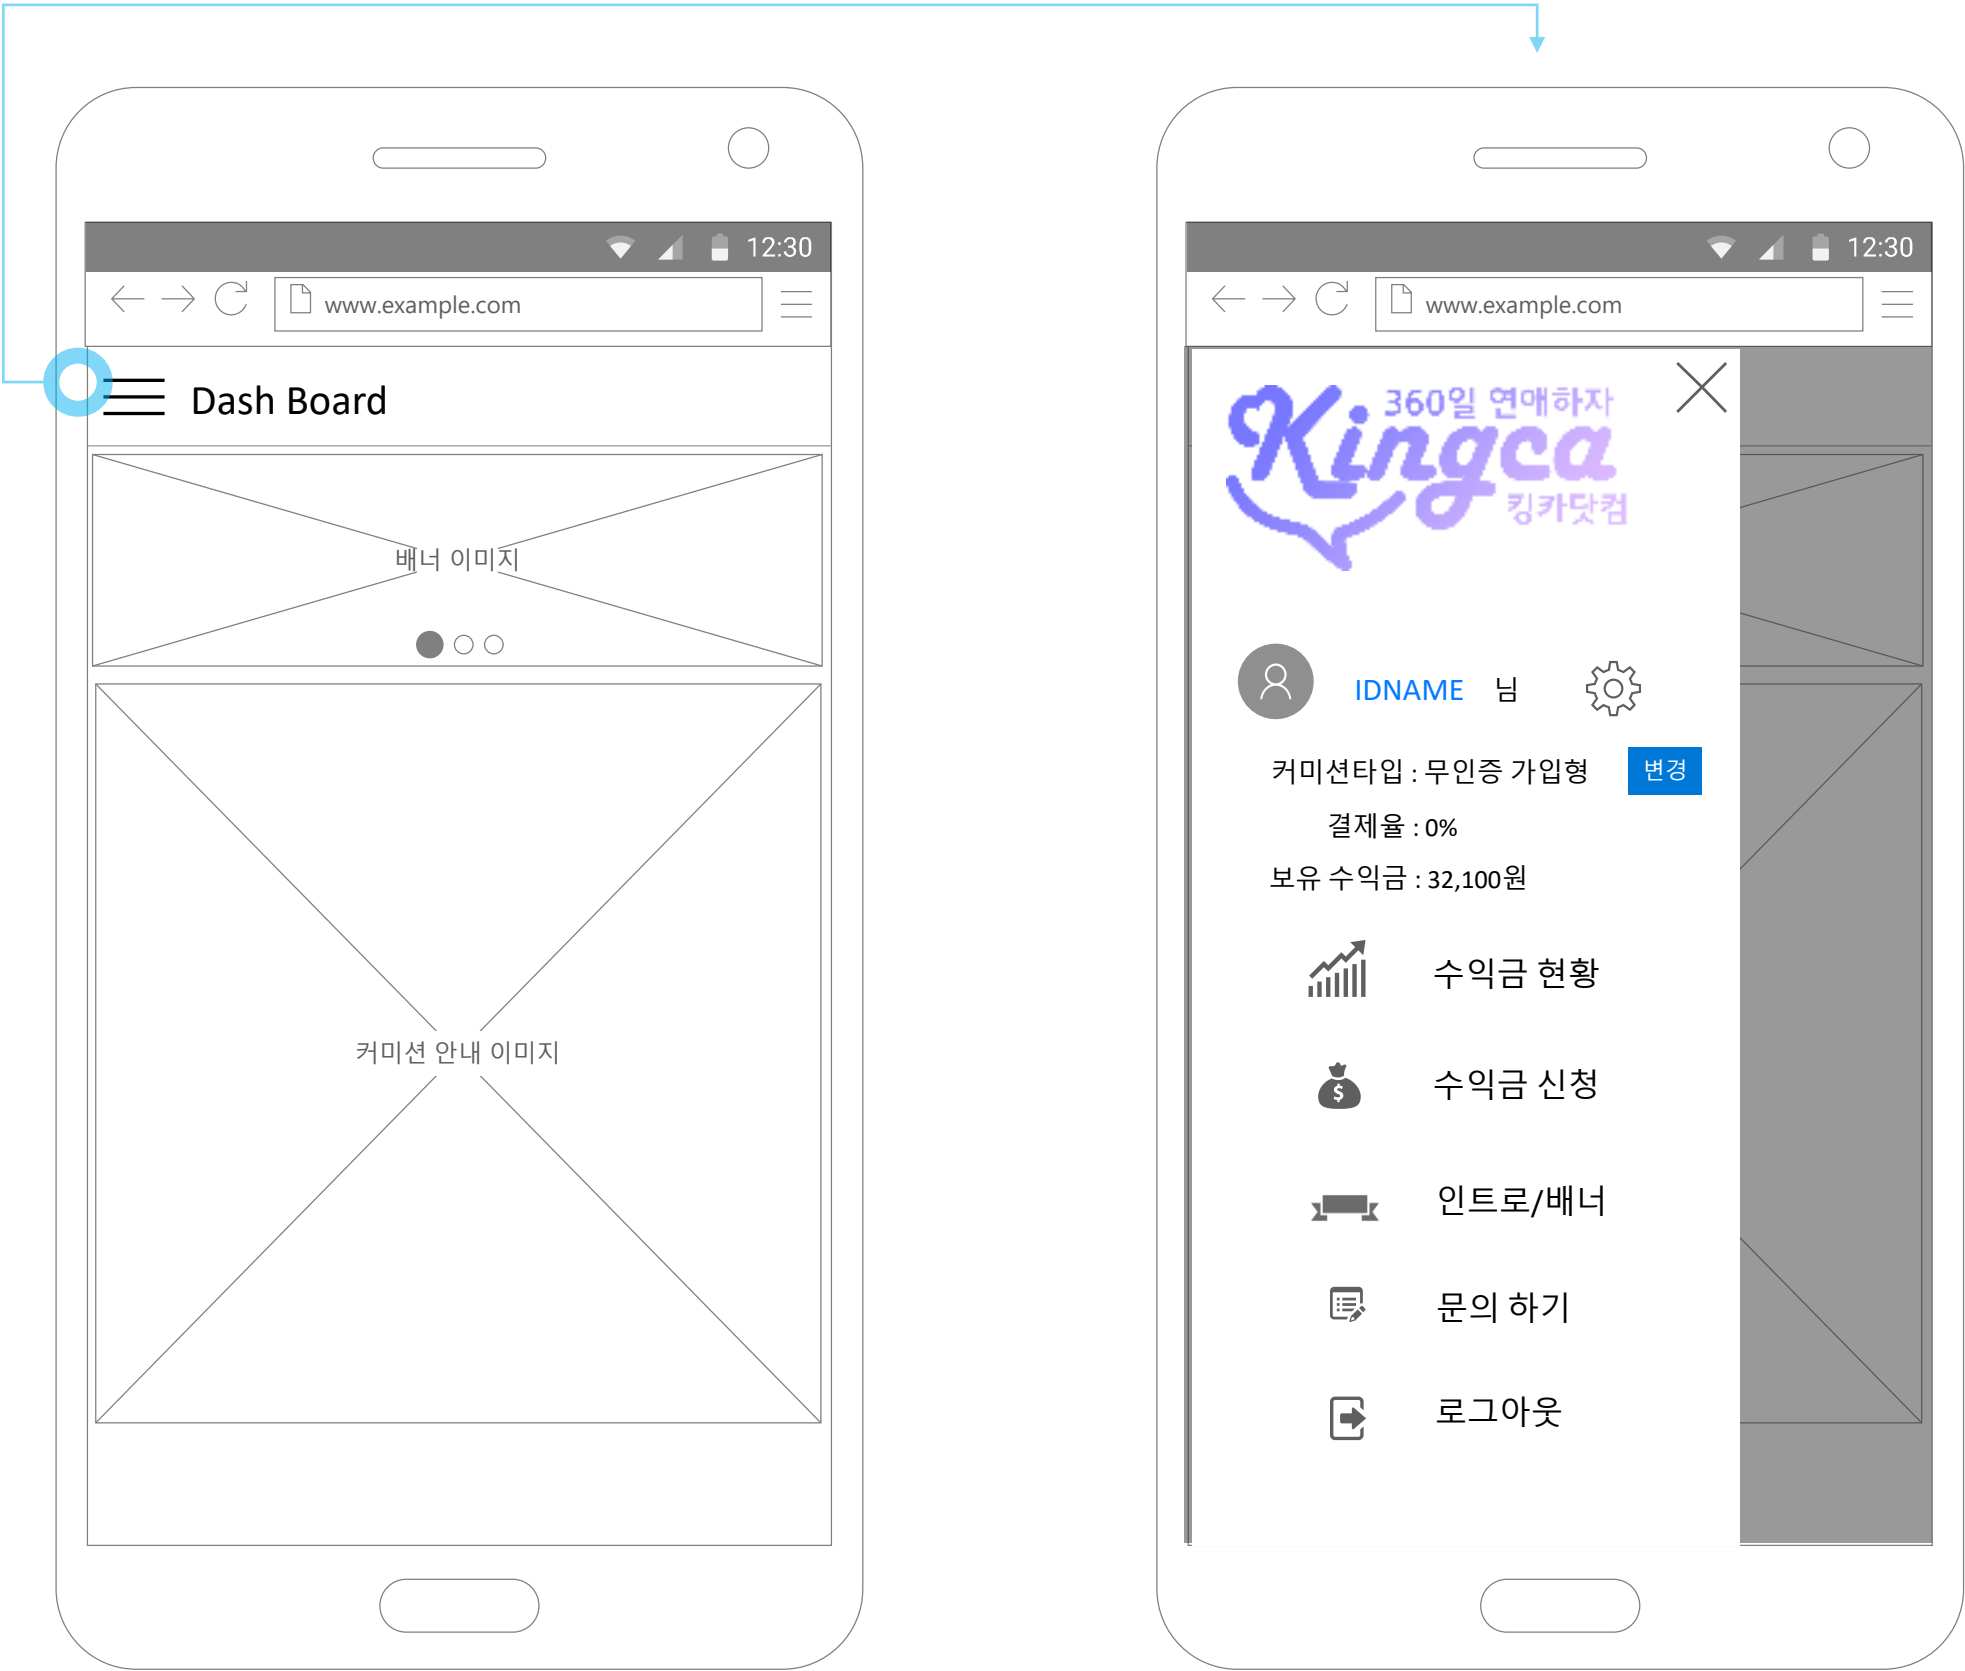 12:30
www.example.com
Dash Board
배너 이미지
커미션 안내 이미지
12:30
www.example.com
360일 연애하자
Kingca
킹카닷컴
IDNAME 님
커미션타입 : 무인증 가입형 변경
결제율 : 0%
보유 수익금 : 32,100원
수익금 현황
수익금 신청
인트로/배너
문의 하기
로그아웃